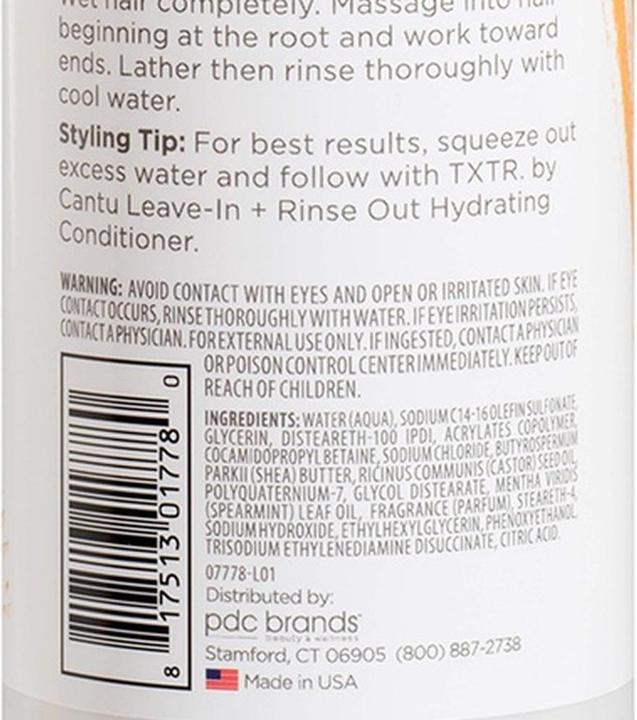 wet hair completely. Massage into hair
beginning at the root and work toward
ends. Lather then rinse thoroughly with
cool water.
Styling Tip: For best results, squeeze out
excess water and follow with TXTR. by
Cantu Leave-In + Rinse Out Hydrating
Conditioner.
WARNING: AVOID CONTACT WITH EYES AND OPEN OR IRRITATED SKIN. IF EYE
CONTACT OCCURS, RINSE THOROUGHLY WITH WATER. IF EYE IRRITATION PERSISTS,
CONTACT A PHYSICIAN. FOR EXTERNAL USE ONLY. IF INGESTED, CONTACT A PHYSICIAN
OR POISON CONTROL CENTER IMMEDIATELY. KEEP OUT OF
REACH OF CHILDREN.
INGREDIENTS: WATER (AQUA), SODIUM C14-16 OLEFIN SULFONATE,
GLYCERIN, DISTEARETH-100 IPDI, ACRYLATES COPOLYMER,
COCAMIDOPROPYL BETAINE, SODIUM CHLORIDE, BUTYROSPERMUM
PARKII (SHEA) BUTTER, RICINUS COMMUNIS (CASTOR) SEED OIL,
POLYQUATERNIUM-7, GLYCOL DISTEARATE, MENTHA VIRIDIS
(SPEARMINT) LEAF OIL, FRAGRANCE (PARFUM), STEARETH-4,
SODIUM HYDROXIDE, ETHYLHEXYLGLYCERIN, PHENOXYETHANOL,
TRISODIUM ETHYLENEDIAMINE DISUCCINATE, CITRIC ACID.
07778-L01
Distributed by:
pdc brands
beauty & wellness
Stamford, CT 06905 (800) 887-2738
Made in USA
8 17513 01778 0